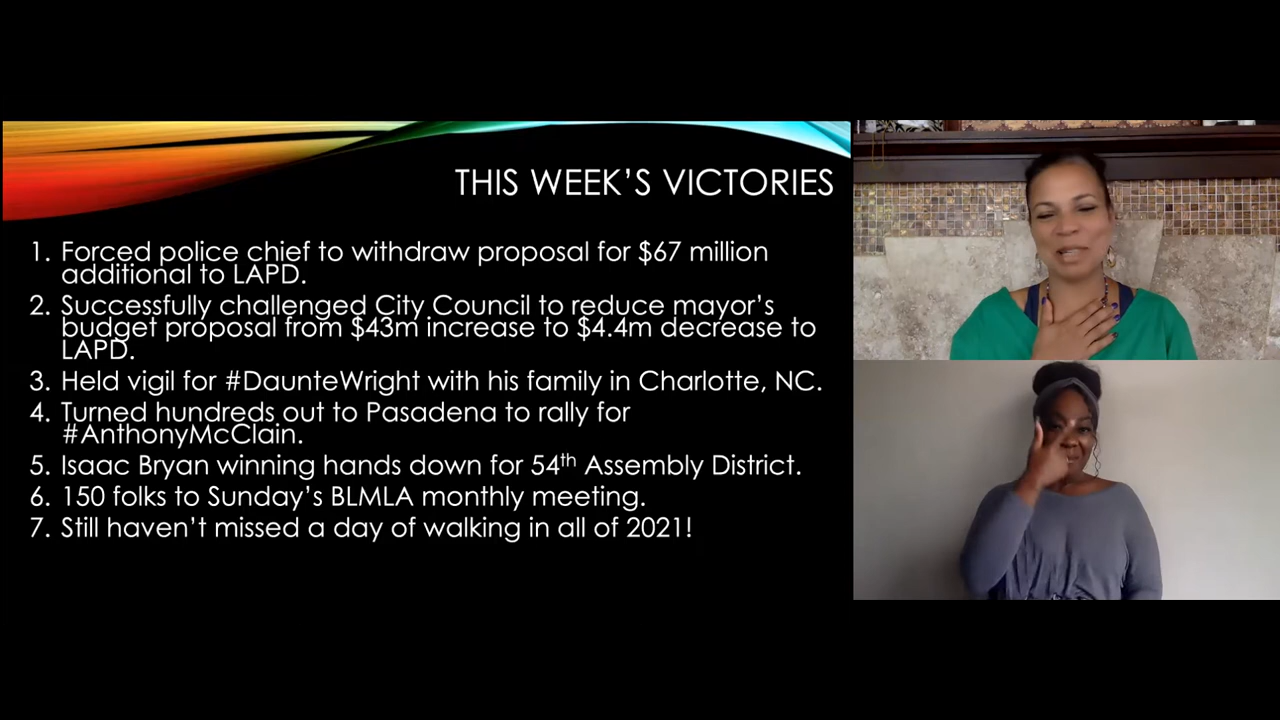 THIS WEEK'S VICTORIES
1. Forced police chief to withdraw proposal for $67 million
additional to LAPD.
2. Successfully challenged City Council to reduce mayor's
budget proposal from $43m increase to $4.4m decrease to
LAPD.
3. Held vigil for #DaunteWright with his family in Charlotte, NC.
4. Turned hundreds out to Pasadena to rally for
#AnthonyMcClain.
5. Isaac Bryan winning hands down for 54th Assembly District.
6. 150 folks to Sunday's BLMLA monthly meeting.
7. Still haven't missed a day of walking in all of 2021!